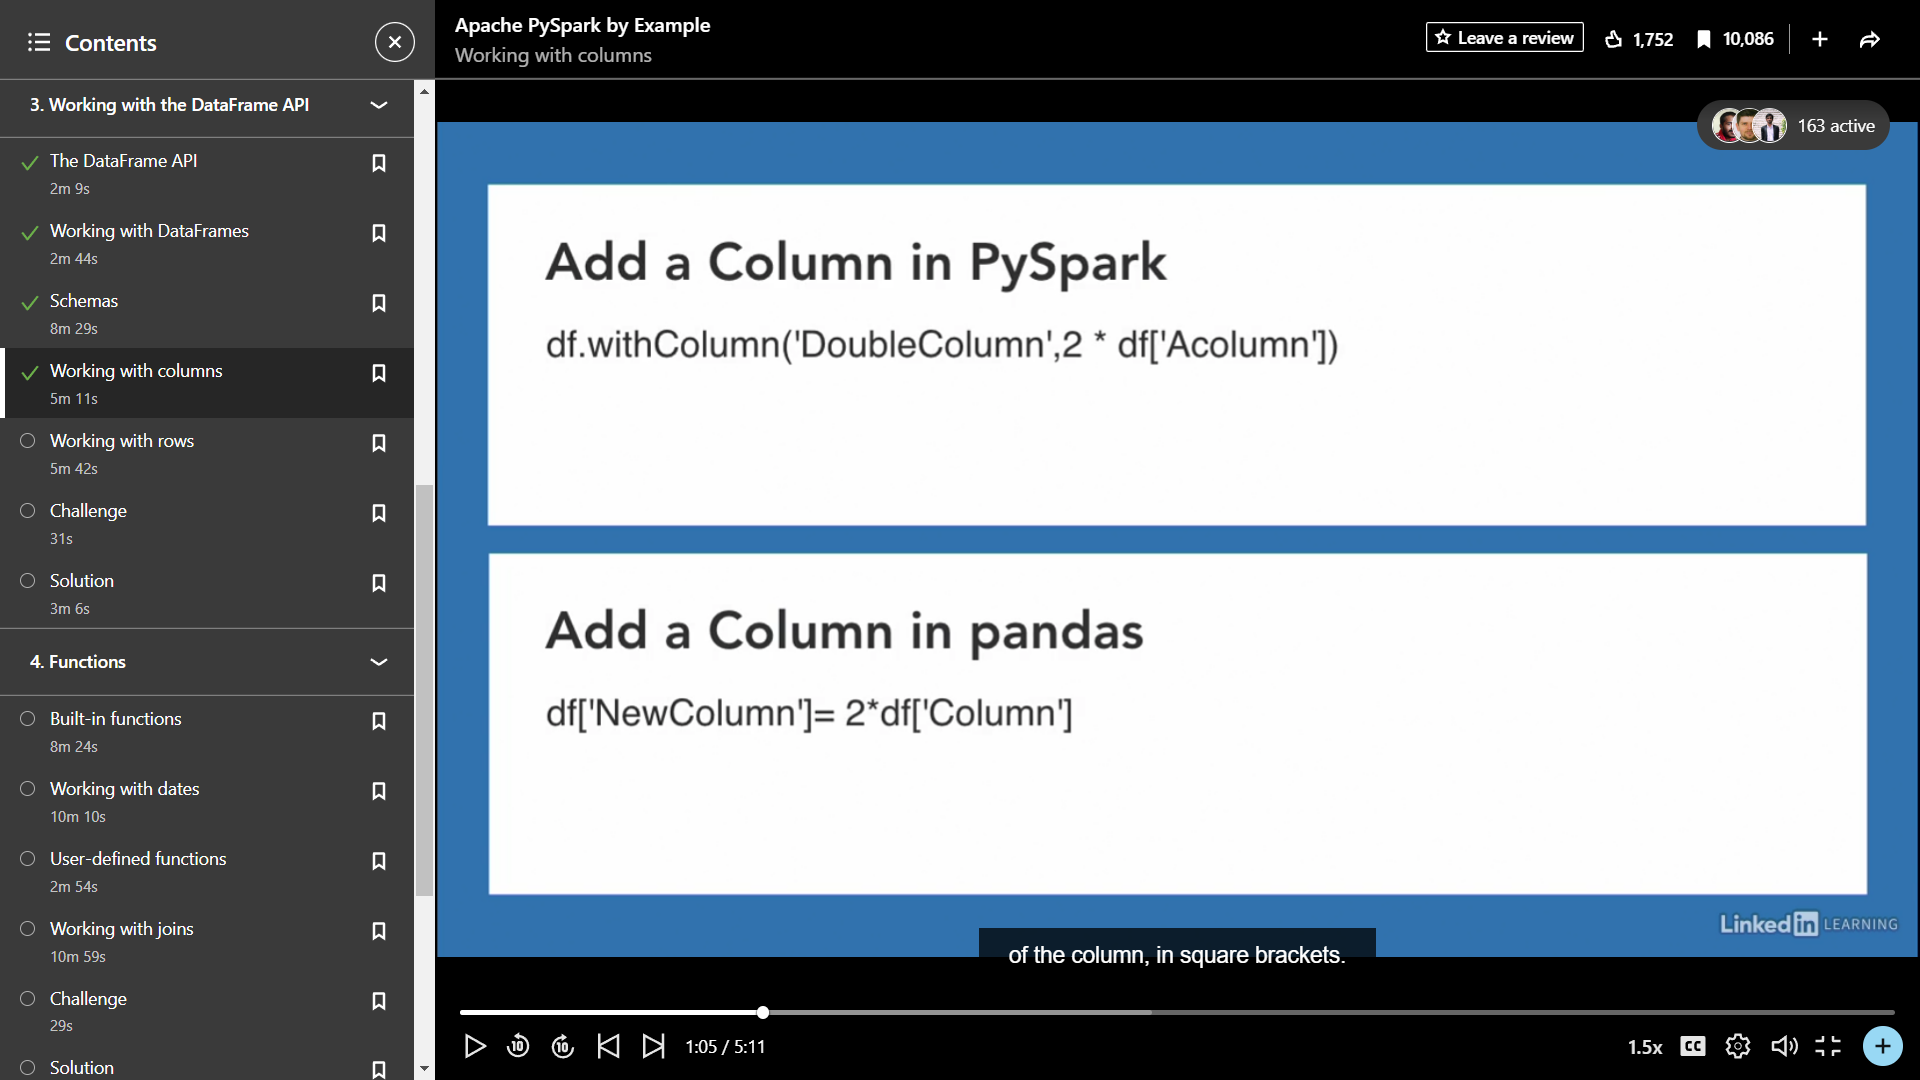 Contents
3. Working with the DataFrame API
The DataFrame API
2m 9s
Working with DataFrames
2m 44s
Schemas
8m 29s
Working with columns
5m 11s
Working with rows
5m 42s
Challenge
31s
Solution
3m 6s
4. Functions
Built-in functions
8m 24s
Working with dates
10m 10s
User-defined functions
2m 54s
Working with joins
10m 59s
Challenge
29s
Solution
Apache PySpark by Example
Working with columns
Leave a review
1,752
10,086
163 active
Add a Column in PySpark
df.withColumn('DoubleColumn',2 * df['Acolumn'])
Add a Column in pandas
df['NewColumn']= 2*df['Column']
Linked in LEARNING
of the column, in square brackets.
10
10
1:05 / 5:11
1.5x
CC